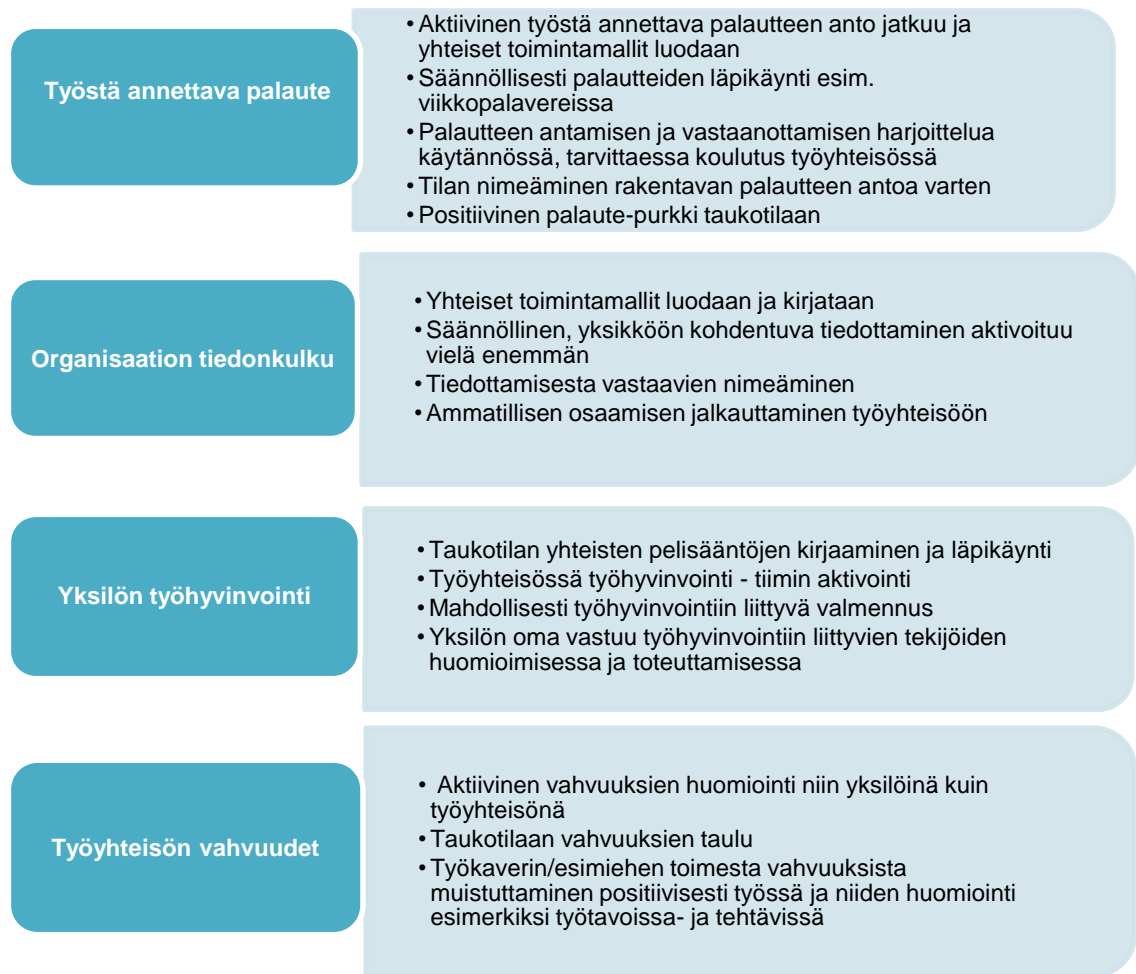 Työstä annettava palaute
• Aktiivinen työstä annettava palautteen anto jatkuu ja
yhteiset toimintamallit luodaan
• Säännöllisesti palautteiden läpikäynti esim.
viikkopalavereissa
• Palautteen antamisen ja vastaanottamisen harjoittelua
käytännössä, tarvittaessa koulutus työyhteisössä
• Tilan nimeäminen rakentavan palautteen antoa varten
• Positiivinen palaute-purkki taukotilaan
Organisaation tiedonkulku
• Yhteiset toimintamallit luodaan ja kirjataan
• Säännöllinen, yksikköön kohdentuva tiedottaminen aktivoituu
vielä enemmän
• Tiedottamisesta vastaavien nimeäminen
• Ammatillisen osaamisen jalkauttaminen työyhteisöön
Yksilön työhyvinvointi
• Taukotilan yhteisten pelisääntöjen kirjaaminen ja läpikäynti
• Työyhteisössä työhyvinvointi - tiimin aktivointi
• Mahdollisesti työhyvinvointiin liittyvä valmennus
• Yksilön oma vastuu työhyvinvointiin liittyvien tekijöiden
huomioimisessa ja toteuttamisessa
Työyhteisön vahvuudet
• Aktiivinen vahvuuksien huomiointi niin yksilöinä kuin
työyhteisönä
• Taukotilaan vahvuuksien taulu
• Työkaverin/esimiehen toimesta vahvuuksista
muistuttaminen positiivisesti työssä ja niiden huomiointi
esimerkiksi työtavoissa- ja tehtävissä